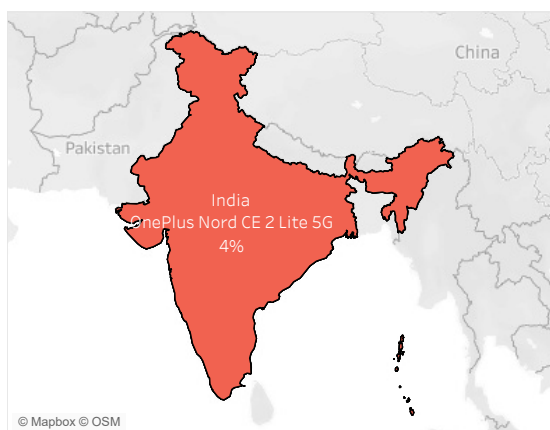 China
Pakistan
India
OnePlus Nord CE 2 Lite 5G
4%
© Mapbox © OSM